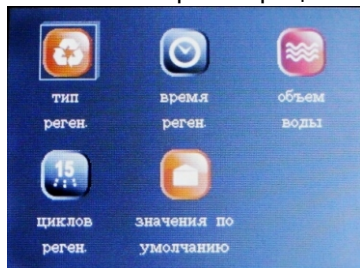 тип
реген.
время
реген.
объем
воды
15
циклов
реген.
значения по
умолчанию